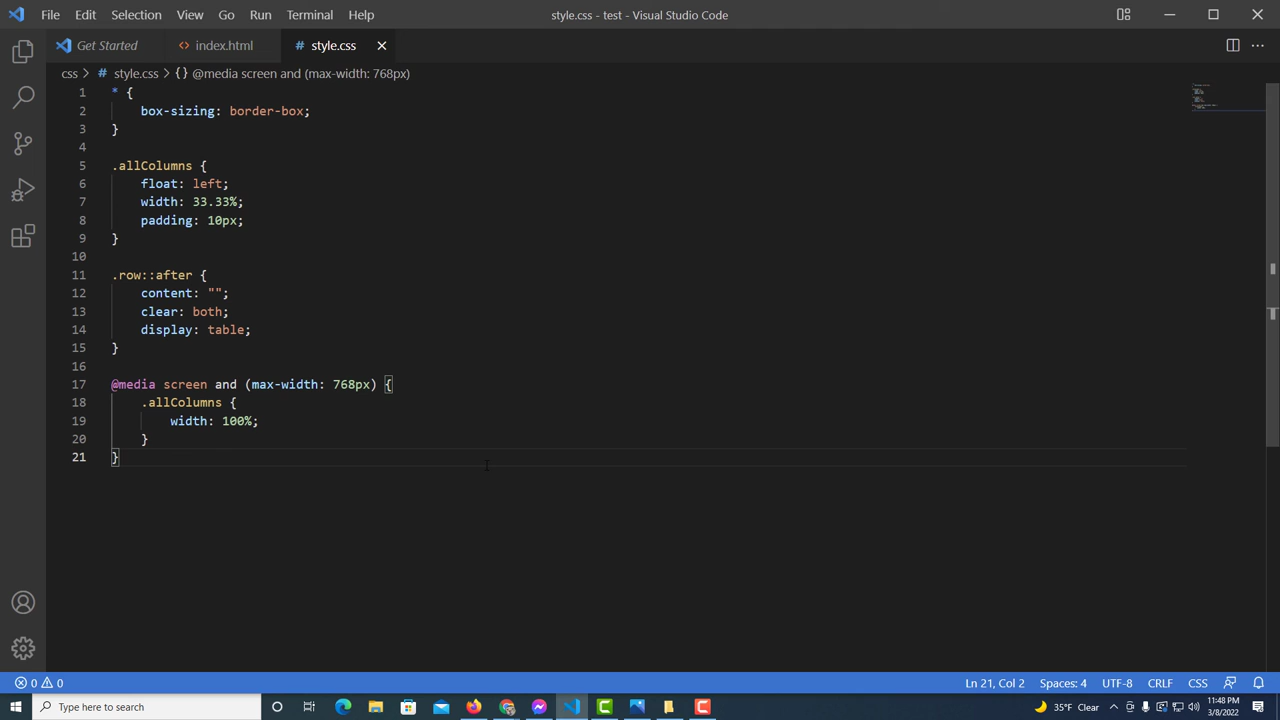 File Edit Selection View Go Run Terminal Help style.css - test - Visual Studio Code
Get Started <> index.html # style.css
css > # style.css > {} @media screen and (max-width: 768px)
1 * {
2 box-sizing: border-box;
3 }
4
5 .allColumns {
6 float: left;
7 width: 33.33%;
8 padding: 10px;
9 }
10
11 .row::after {
12 content: "";
13 clear: both;
14 display: table;
15 }
16
17 @media screen and (max-width: 768px) {
18 .allColumns {
19 width: 100%;
20 }
21 }
0 0 Ln 21, Col 2 Spaces: 4 UTF-8 CRLF CSS
Type here to search 35°F Clear 11:48 PM
3/8/2022